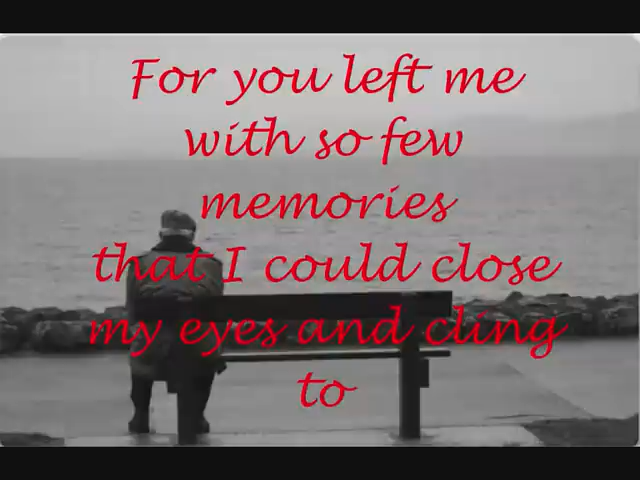 For you left me
with so few
memories
that I could close
my eyes and cling
to